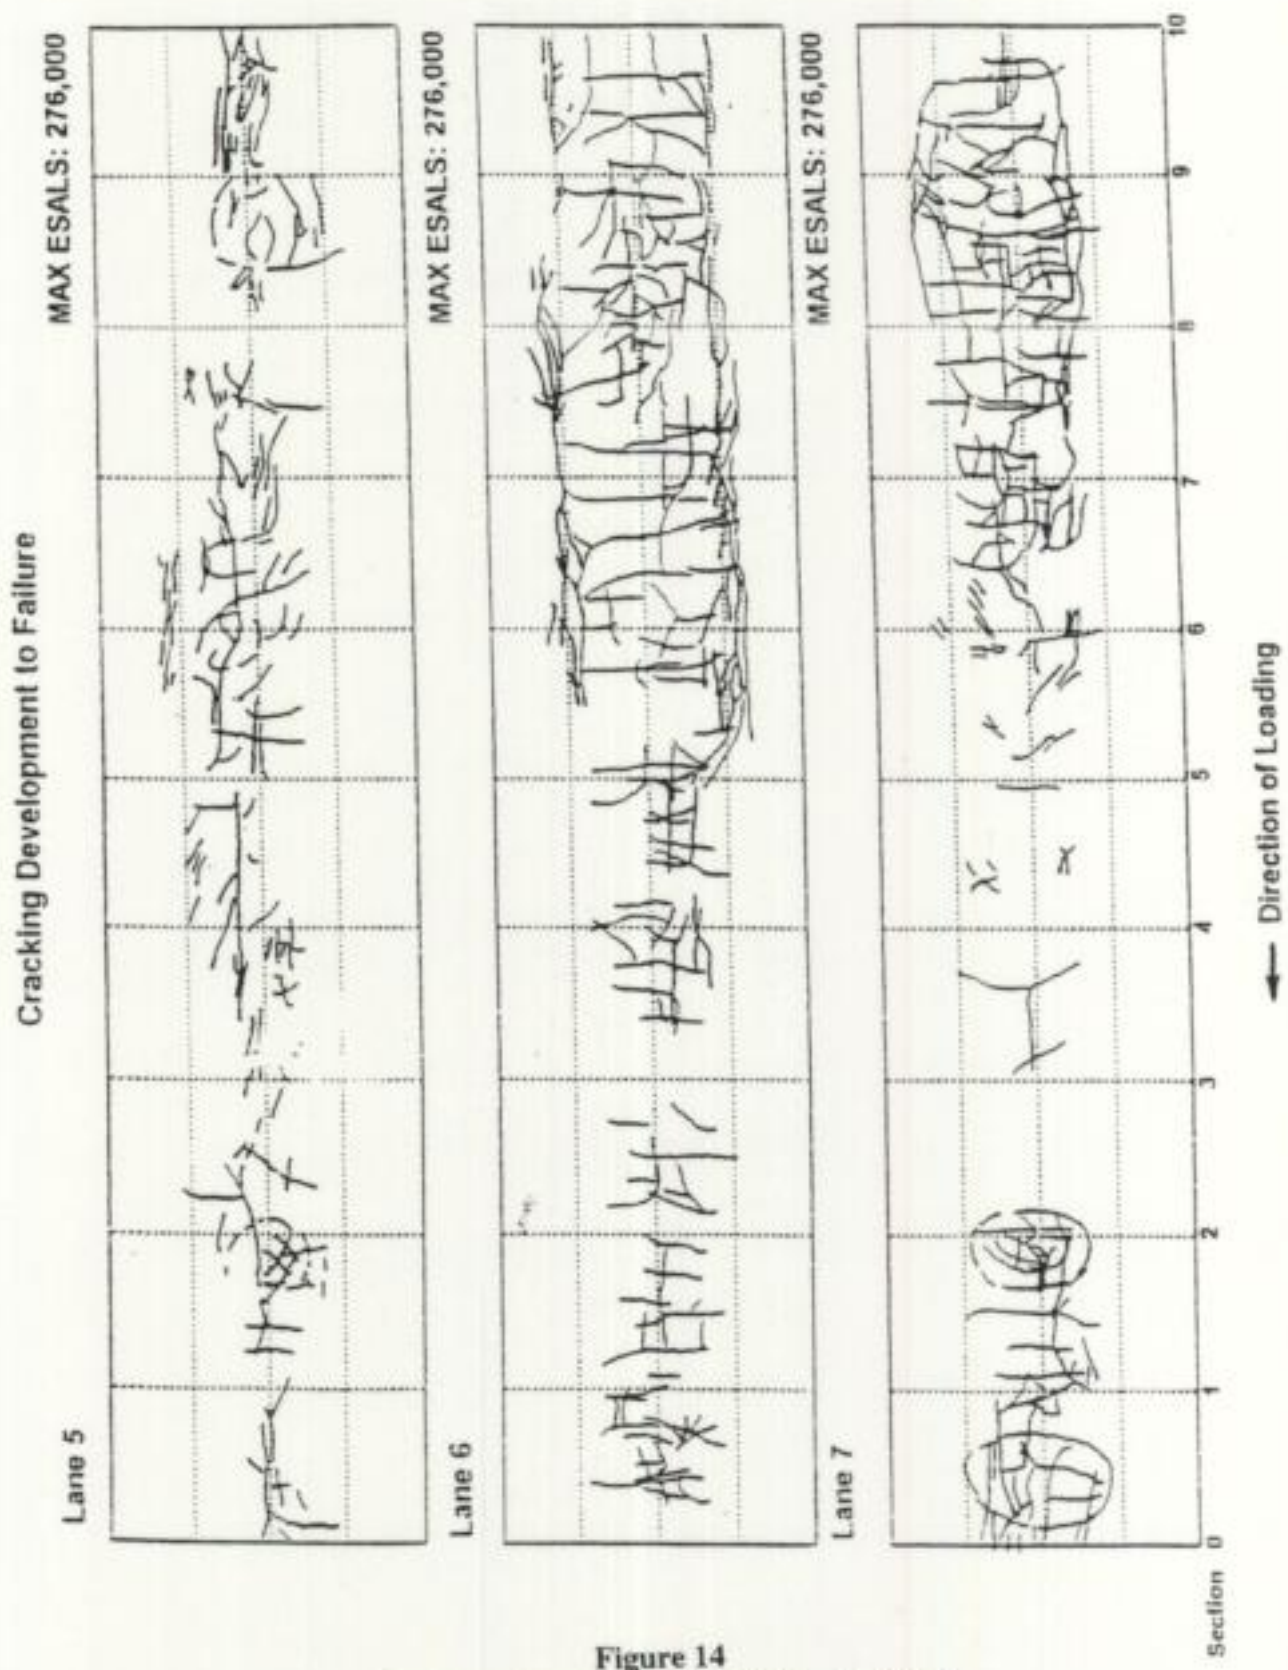 Cracking Development to Failure
Lane 5
MAX ESALS: 276,000
Lane 6
MAX ESALS: 276,000
Lane 7
MAX ESALS: 276,000
Section
0 1 2 3 4 5 6 7 8 9 10
← Direction of Loading
Figure 14